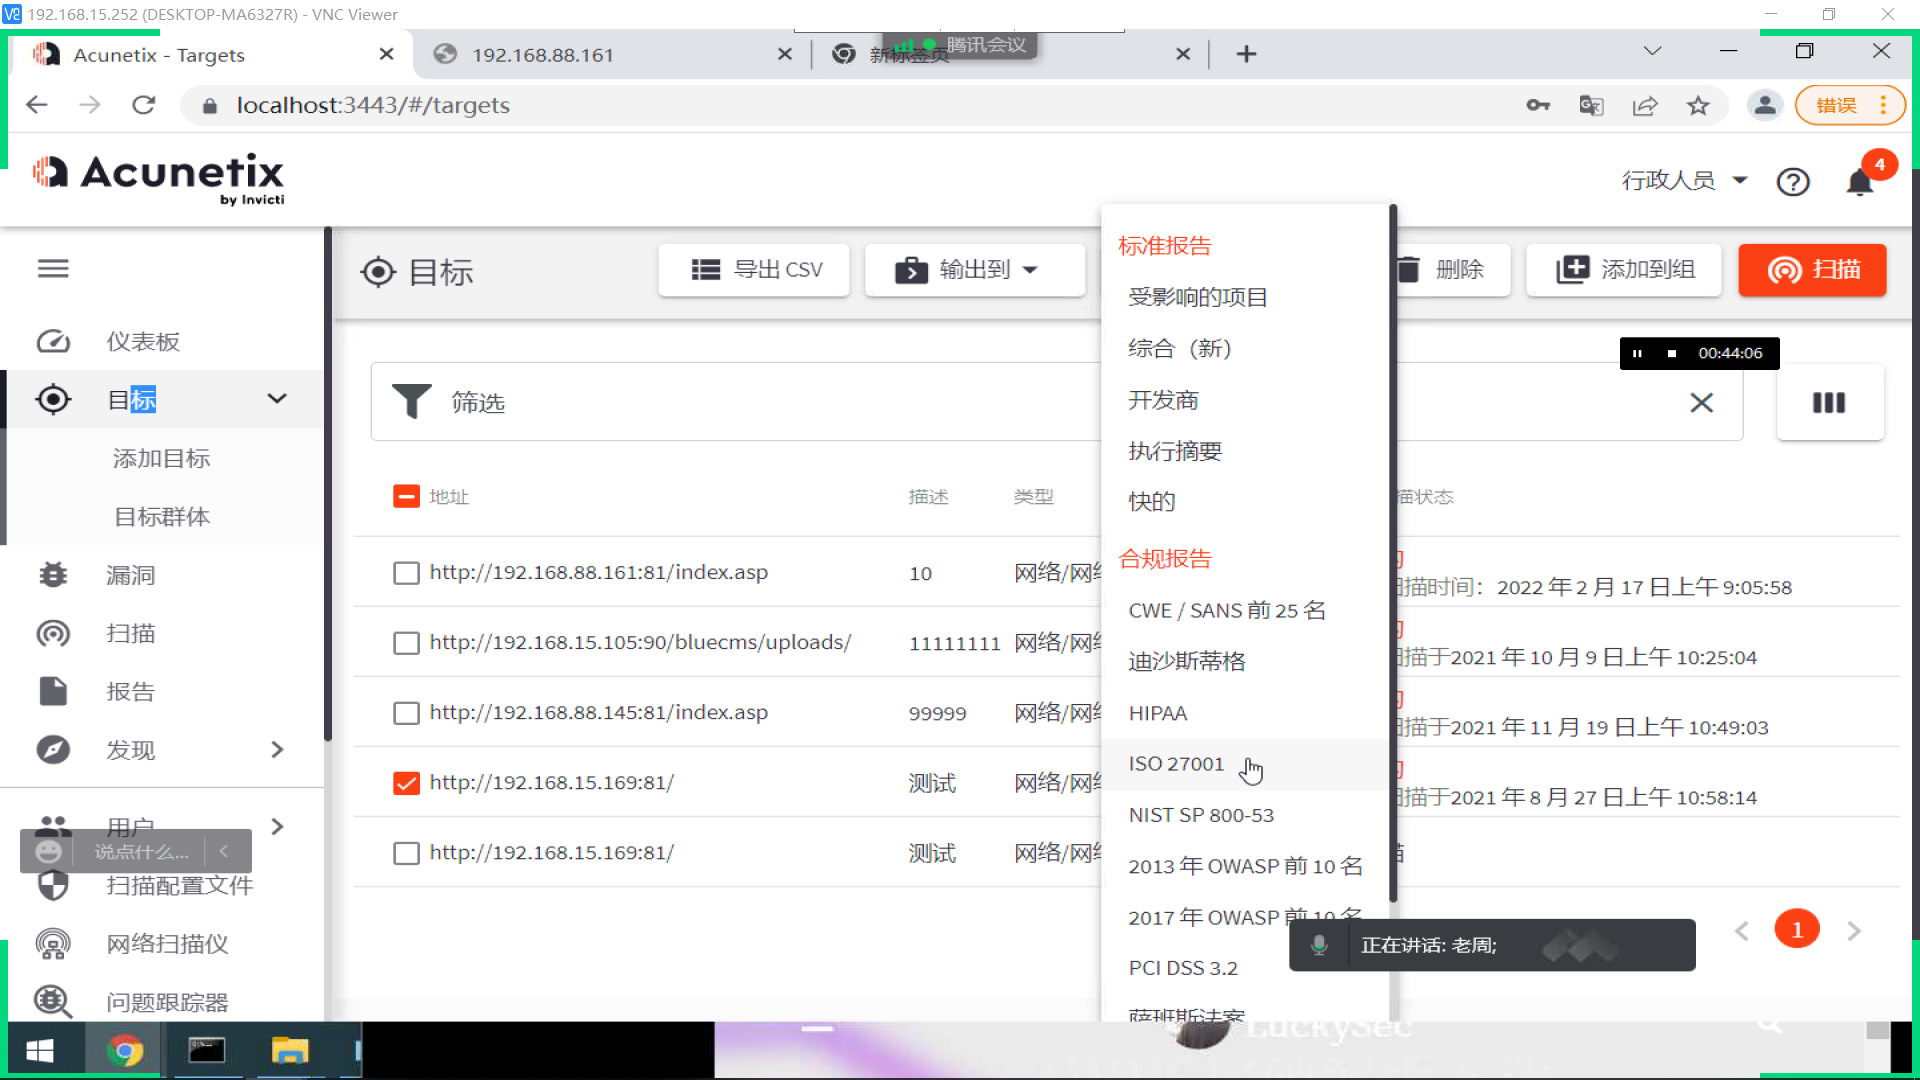 192.168.15.252 (DESKTOP-MA6327R) - VNC Viewer
Acunetix - Targets
192.168.88.161
新标签页
腾讯会议
localhost:3443/#/targets
错误
Acunetix
by Invicti
行政人员
4
目标
导出 CSV
输出到
删除
添加到组
扫描
仪表板
目标
添加目标
目标群体
漏洞
扫描
报告
发现
用户
说点什么...
扫描配置文件
网络扫描仪
问题跟踪器
筛选
00:44:06
地址
描述
类型
描状态
http://192.168.88.161:81/index.asp
10
网络/网
描时间： 2022 年 2 月 17 日上午 9:05:58
http://192.168.15.105:90/bluecms/uploads/
11111111
网络/网
描于2021 年 10 月 9 日上午 10:25:04
http://192.168.88.145:81/index.asp
99999
网络/网
描于2021 年 11 月 19 日上午 10:49:03
http://192.168.15.169:81/
测试
网络/网
描于2021 年 8 月 27 日上午 10:58:14
http://192.168.15.169:81/
测试
网络/网
标准报告
受影响的项目
综合（新）
开发商
执行摘要
快的
合规报告
CWE / SANS 前 25 名
迪沙斯蒂格
HIPAA
ISO 27001
NIST SP 800-53
2013 年 OWASP 前 10 名
2017 年 OWASP 前 10 名
PCI DSS 3.2
萨班斯法案
正在讲话: 老周;
1
LuckySec